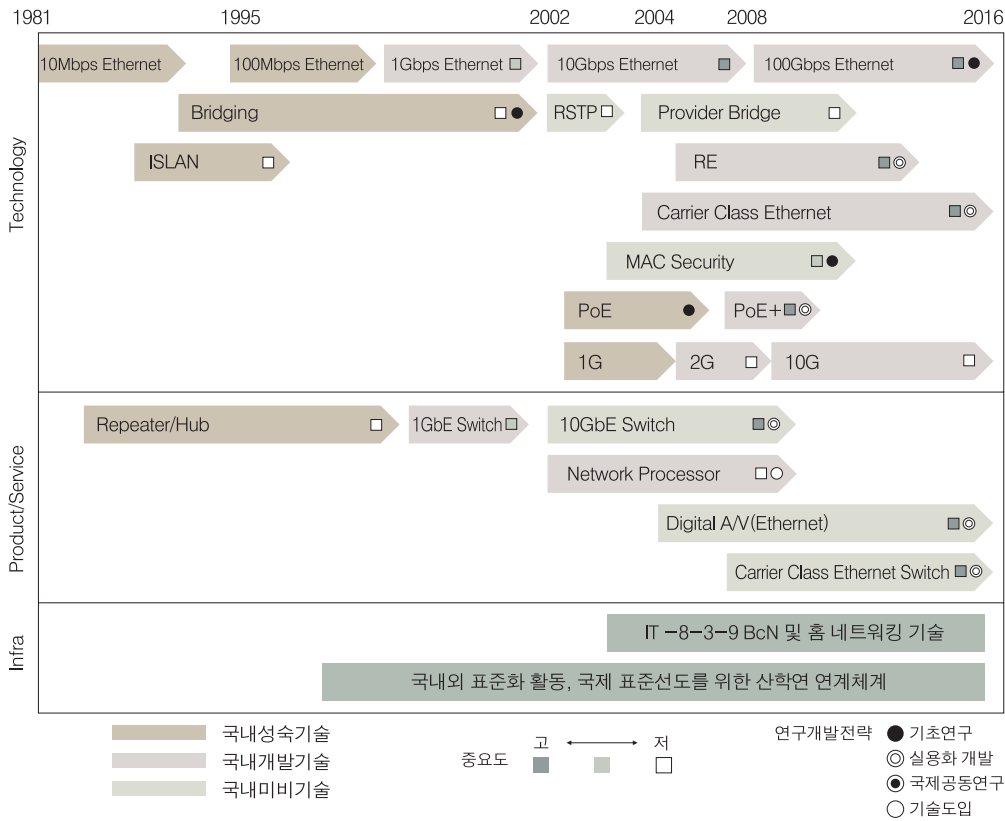 1981 1995 2002 2004 2008 2016
Technology
10Mbps Ethernet 100Mbps Ethernet 1Gbps Ethernet 10Gbps Ethernet 100Gbps Ethernet
Bridging RSTP Provider Bridge
ISLAN RE
Carrier Class Ethernet
MAC Security
PoE PoE+
1G 2G 10G
Product/Service
Repeater/Hub 1GbE Switch 10GbE Switch
Network Processor
Digital A/V(Ethernet)
Carrier Class Ethernet Switch
Infra
IT -8-3-9 BcN 및 홈 네트워킹 기술
국내외 표준화 활동, 국제 표준선도를 위한 산학연 연계체계
국내성숙기술
국내개발기술
국내미비기술
중요도 고 저
연구개발전략 기초연구
실용화 개발
국제공동연구
기술도입